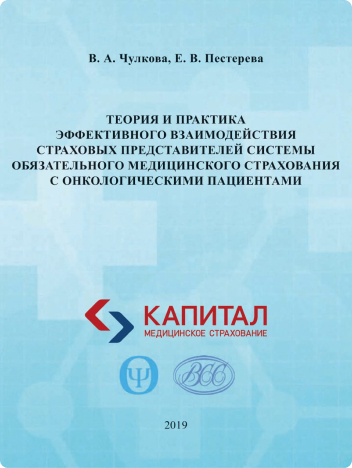 В. А. Чулкова, Е. В. Пестерева
ТЕОРИЯ И ПРАКТИКА
ЭФФЕКТИВНОГО ВЗАИМОДЕЙСТВИЯ
СТРАХОВЫХ ПРЕДСТАВИТЕЛЕЙ СИСТЕМЫ
ОБЯЗАТЕЛЬНОГО МЕДИЦИНСКОГО СТРАХОВАНИЯ
С ОНКОЛОГИЧЕСКИМИ ПАЦИЕНТАМИ
КАПИТАЛ
МЕДИЦИНСКОЕ СТРАХОВАНИЕ
Ψ ВСС
2019